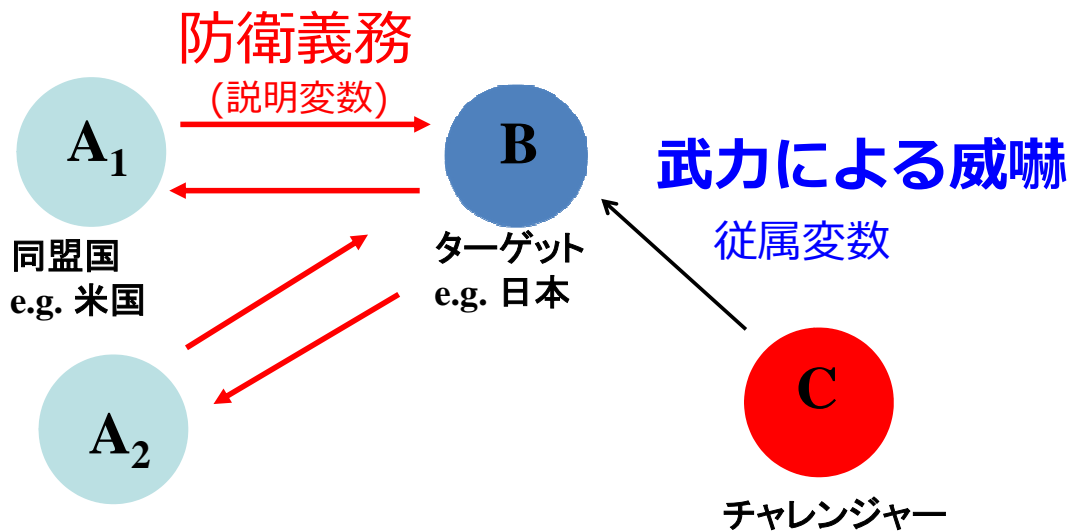 防衛義務
(説明変数)
A1
B
武力による威嚇
従属変数
同盟国
e.g. 米国
ターゲット
e.g. 日本
A2
C
チャレンジャー